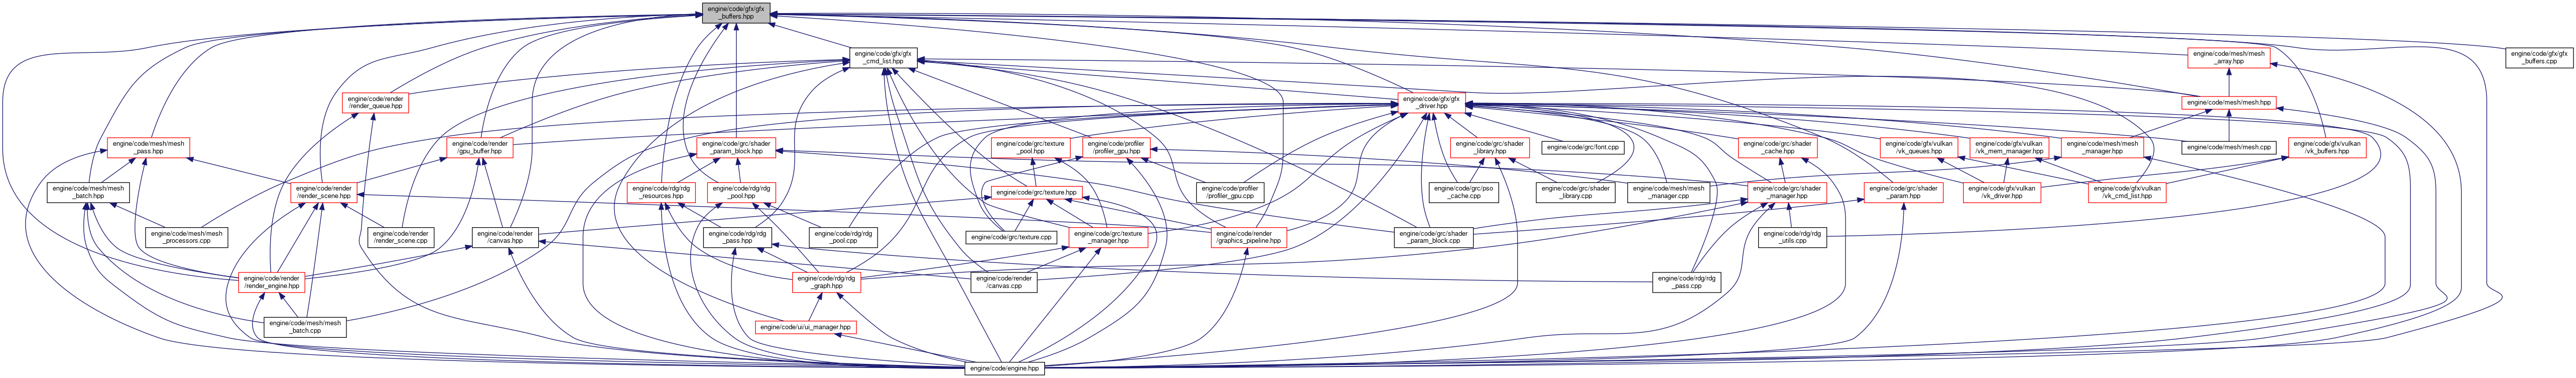 engine/code/gfx/gfx
_buffers.hpp
engine/code/gfx/gfx
_cmd_list.hpp
engine/code/mesh/mesh
_array.hpp
engine/code/gfx/gfx
_buffers.cpp
engine/code/render
/render_queue.hpp
engine/code/gfx/gfx
_driver.hpp
engine/code/mesh/mesh.hpp
engine/code/mesh/mesh
_pass.hpp
engine/code/render
/gpu_buffer.hpp
engine/code/grc/shader
_param_block.hpp
engine/code/grc/texture
_pool.hpp
engine/code/profiler
/profiler_gpu.hpp
engine/code/grc/shader
_library.hpp
engine/code/grc/font.cpp
engine/code/grc/shader
_cache.hpp
engine/code/gfx/vulkan
/vk_queues.hpp
engine/code/gfx/vulkan
/vk_mem_manager.hpp
engine/code/mesh/mesh
_manager.hpp
engine/code/mesh/mesh.cpp
engine/code/gfx/vulkan
/vk_buffers.hpp
engine/code/mesh/mesh
_batch.hpp
engine/code/render
/render_scene.hpp
engine/code/rdg/rdg
_resources.hpp
engine/code/rdg/rdg
_pool.hpp
engine/code/grc/texture.hpp
engine/code/profiler
/profiler_gpu.cpp
engine/code/grc/pso
_cache.cpp
engine/code/grc/shader
_library.cpp
engine/code/mesh/mesh
_manager.cpp
engine/code/grc/shader
_manager.hpp
engine/code/grc/shader
_param.hpp
engine/code/gfx/vulkan
/vk_driver.hpp
engine/code/gfx/vulkan
/vk_cmd_list.hpp
engine/code/mesh/mesh
_processors.cpp
engine/code/render
/render_scene.cpp
engine/code/render
/canvas.hpp
engine/code/rdg/rdg
_pass.hpp
engine/code/rdg/rdg
_pool.cpp
engine/code/grc/texture.cpp
engine/code/grc/texture
_manager.hpp
engine/code/render
/graphics_pipeline.hpp
engine/code/grc/shader
_param_block.cpp
engine/code/rdg/rdg
_utils.cpp
engine/code/render
/render_engine.hpp
engine/code/rdg/rdg
_graph.hpp
engine/code/render
/canvas.cpp
engine/code/rdg/rdg
_pass.cpp
engine/code/mesh/mesh
_batch.cpp
engine/code/ui/ui_manager.hpp
engine/code/engine.hpp